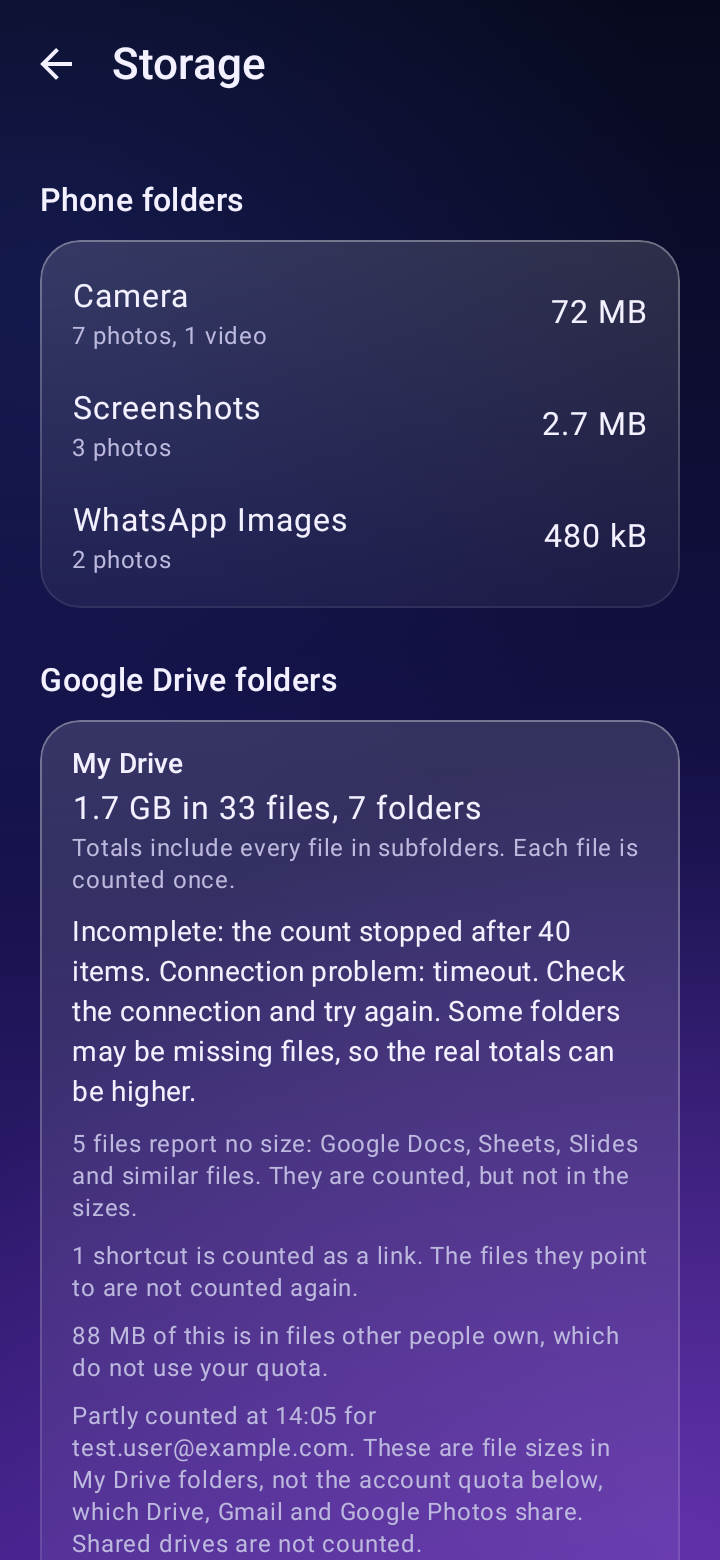 Storage
Phone folders
Camera
7 photos, 1 video
72 MB
Screenshots
3 photos
2.7 MB
WhatsApp Images
2 photos
480 kB
Google Drive folders
My Drive
1.7 GB in 33 files, 7 folders
Totals include every file in subfolders. Each file is
counted once.
Incomplete: the count stopped after 40
items. Connection problem: timeout. Check
the connection and try again. Some folders
may be missing files, so the real totals can
be higher.
5 files report no size: Google Docs, Sheets, Slides
and similar files. They are counted, but not in the
sizes.
1 shortcut is counted as a link. The files they point
to are not counted again.
88 MB of this is in files other people own, which
do not use your quota.
Partly counted at 14:05 for
test.user@example.com. These are file sizes in
My Drive folders, not the account quota below,
which Drive, Gmail and Google Photos share.
Shared drives are not counted.